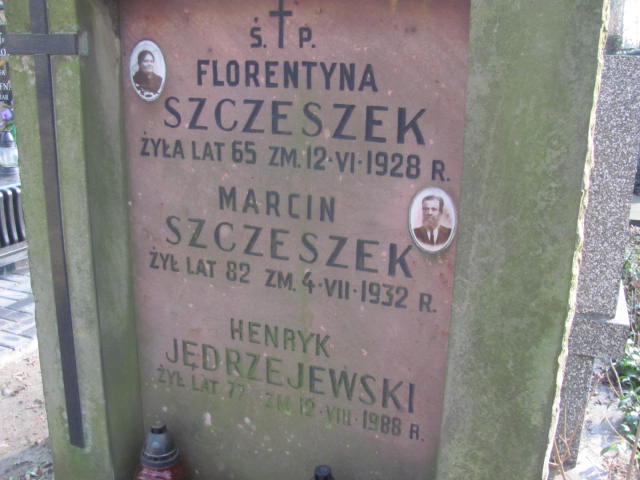 Ś. P.
FLORENTYNA
SZCZESZEK
ŻYŁA LAT 65 ZM. 12·VI·1928 R.
MARCIN
SZCZESZEK
ŻYŁ LAT 82 ZM. 4·VII·1932 R.
HENRYK
JĘDRZEJEWSKI
ŻYŁ LAT 77 ZM. 12·VIII·1988 R.